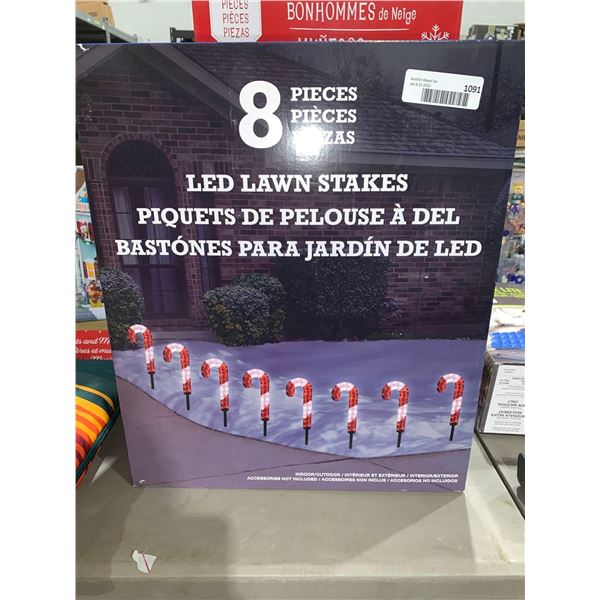 PIECES
PIÈCES
PIEZAS
BONHOMMES de Neige
8 PIECES
PIÈCES
PIEZAS
1091
LED LAWN STAKES
PIQUETS DE PELOUSE À DEL
BASTÓNES PARA JARDÍN DE LED
INDOOR/OUTDOOR / INTÉRIEUR ET EXTÉRIEUR / INTERIOR/EXTERIOR
ACCESSORIES NOT INCLUDED / ACCESSOIRES NON INCLUS / ACCESORIOS NO INCLUIDOS